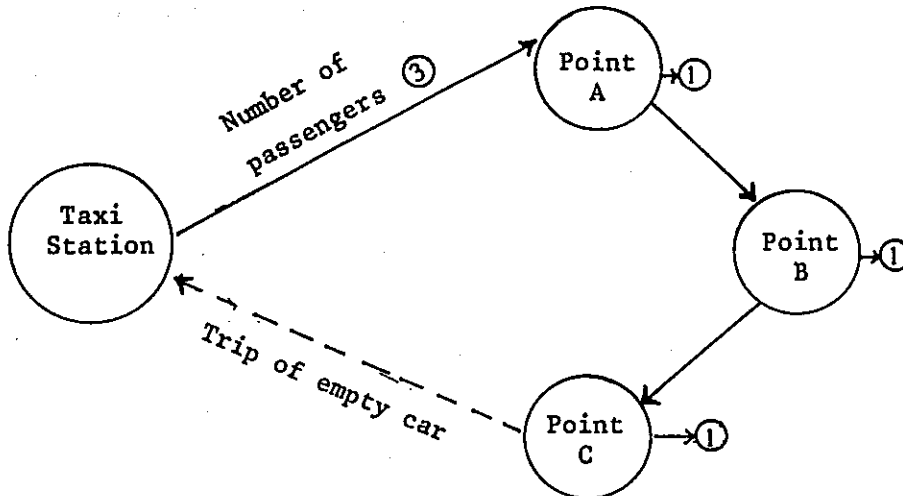 Number of
passengers ③
Point
A
①
Taxi
Station
Point
B
①
Trip of empty car
Point
C
①